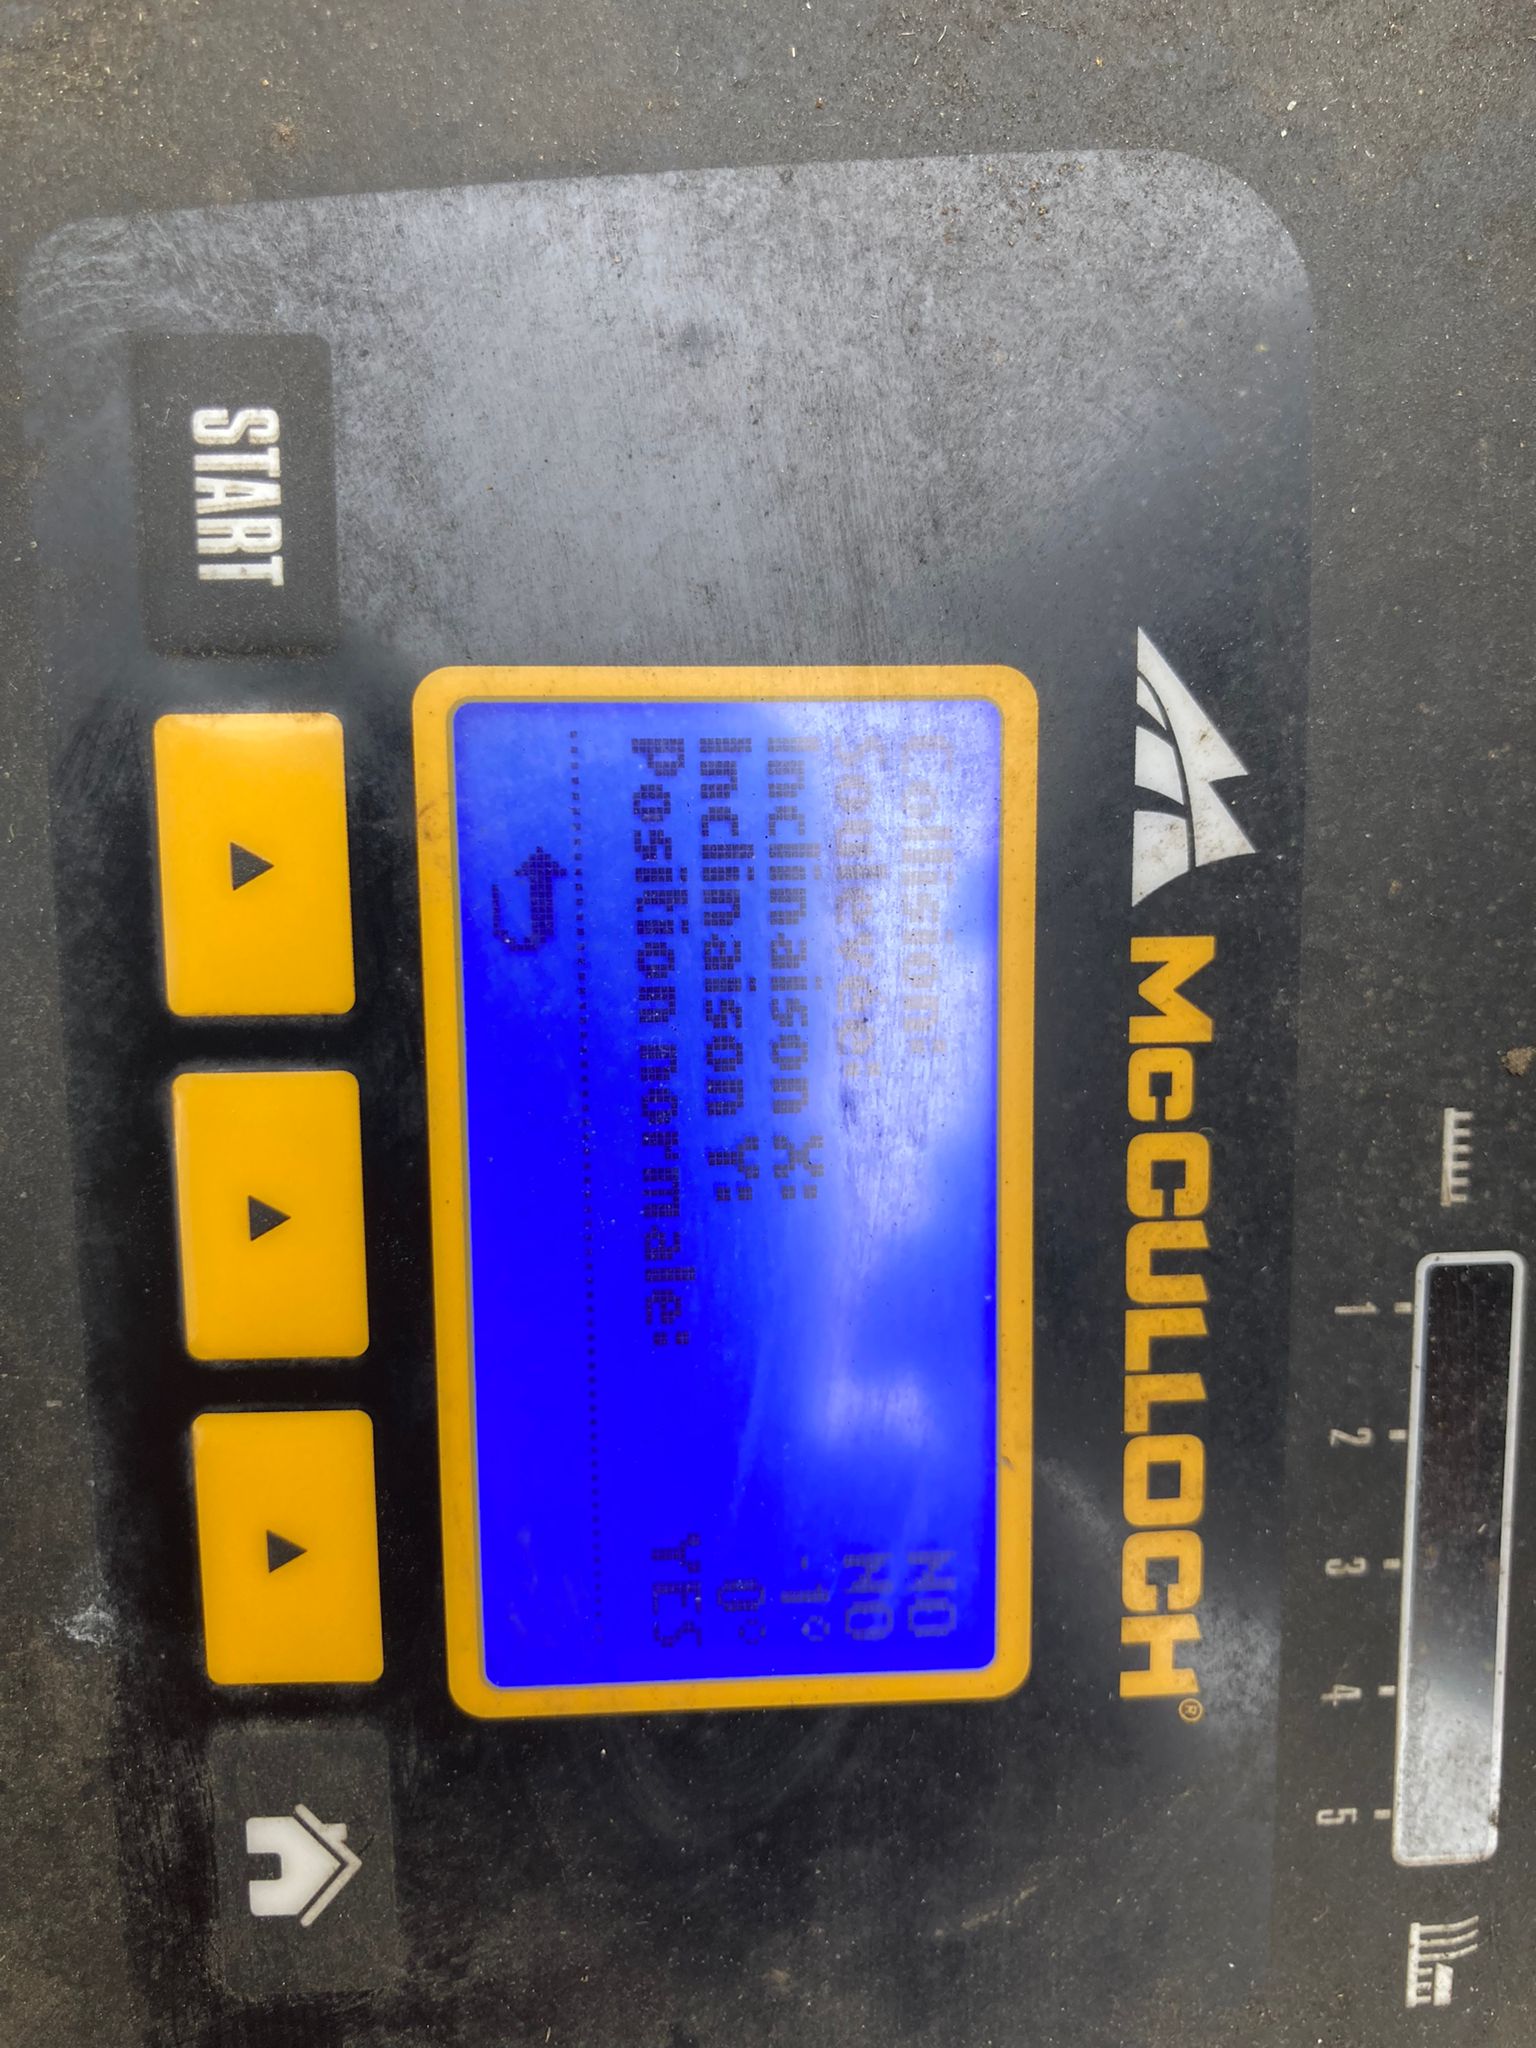 McCULLOCH®
1 2 3 4 5
Collision: NO
Soulevée: NO
Inclinaison X: -1°
Inclinaison Y: 0°
Position normale: YES
START